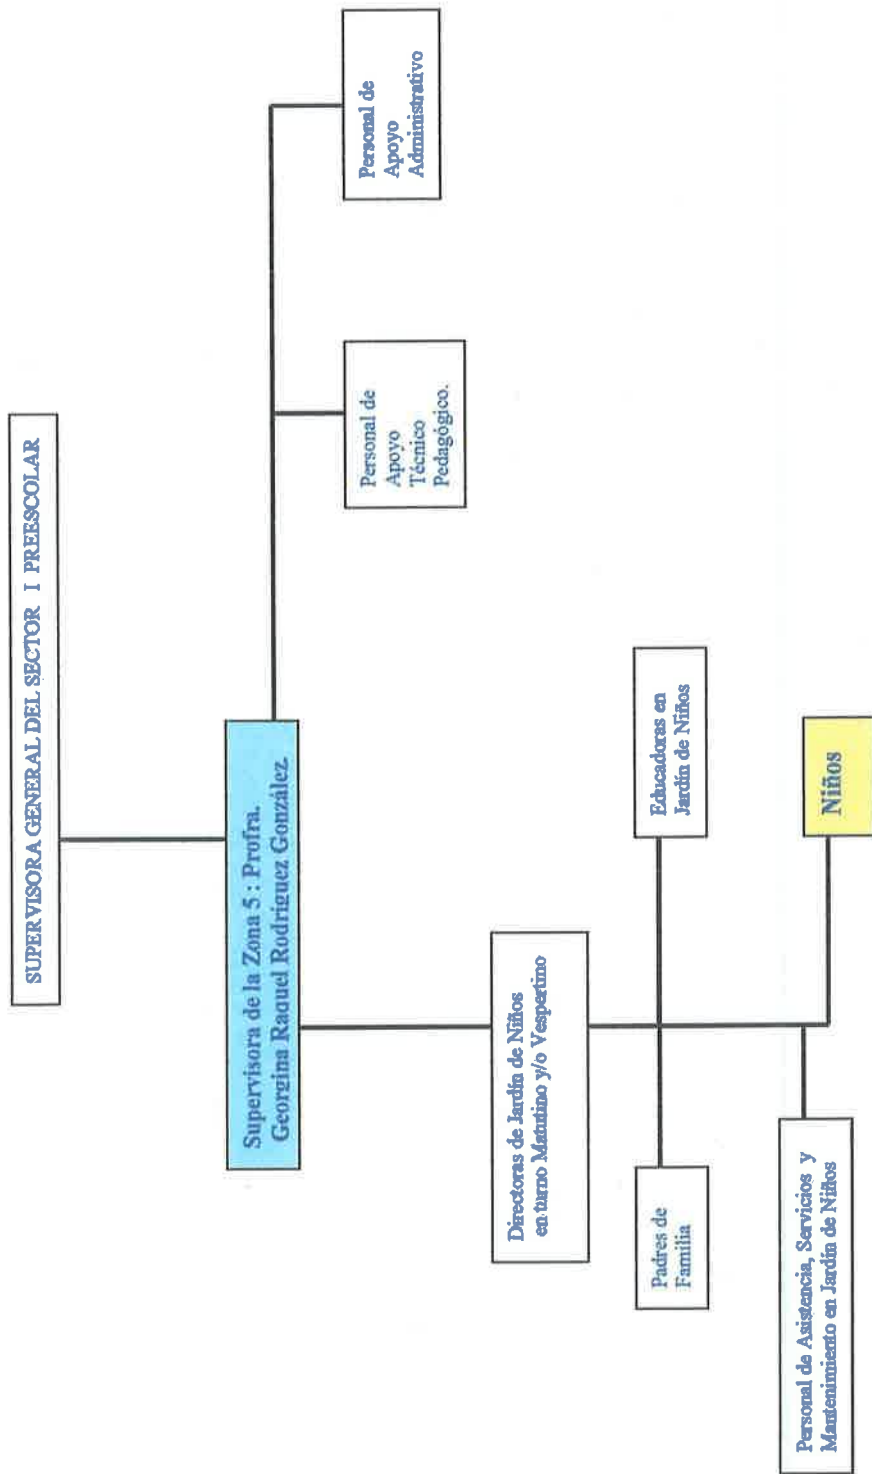 SUPERVISORA GENERAL DEL SECTOR I PREESCOLAR
Supervisora de la Zona 5 : Profra.
Georgina Raquel Rodríguez González.
Personal de
Apoyo
Técnico
Pedagógico.
Personal de
Apoyo
Administrativo
Directoras de Jardín de Niños
en turno Matutino y/o Vespertino
Padres de
Familia
Educadoras en
Jardín de Niños
Personal de Asistencia, Servicios y
Mantenimiento en Jardín de Niños
Niños